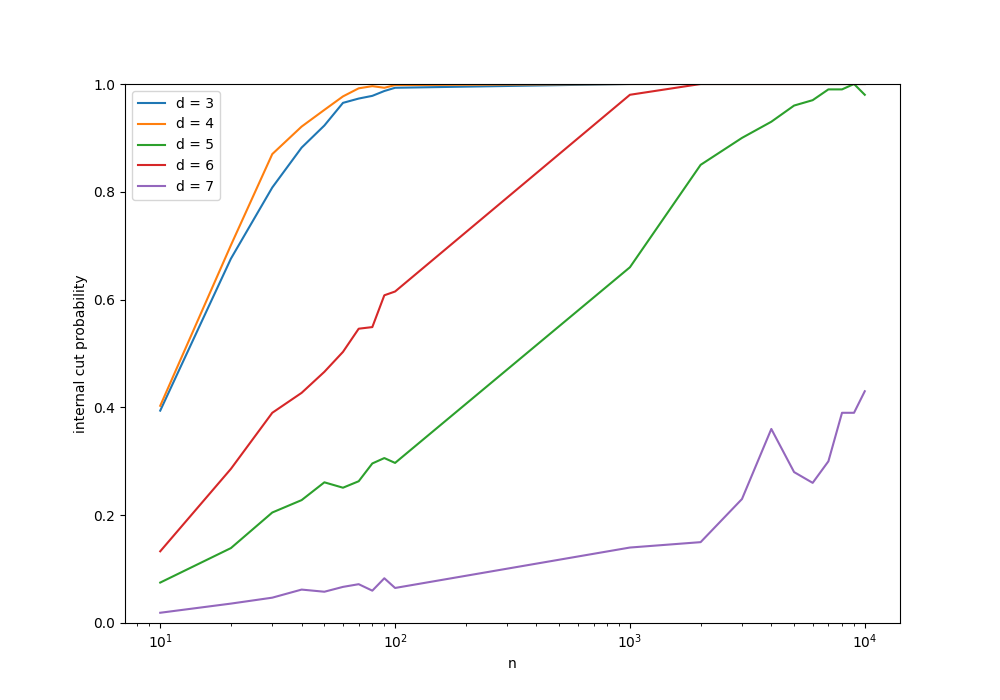 1.0
0.8
0.6
0.4
0.2
0.0
internal cut probability
d = 3
d = 4
d = 5
d = 6
d = 7
10¹ 10² 10³ 10⁴
n